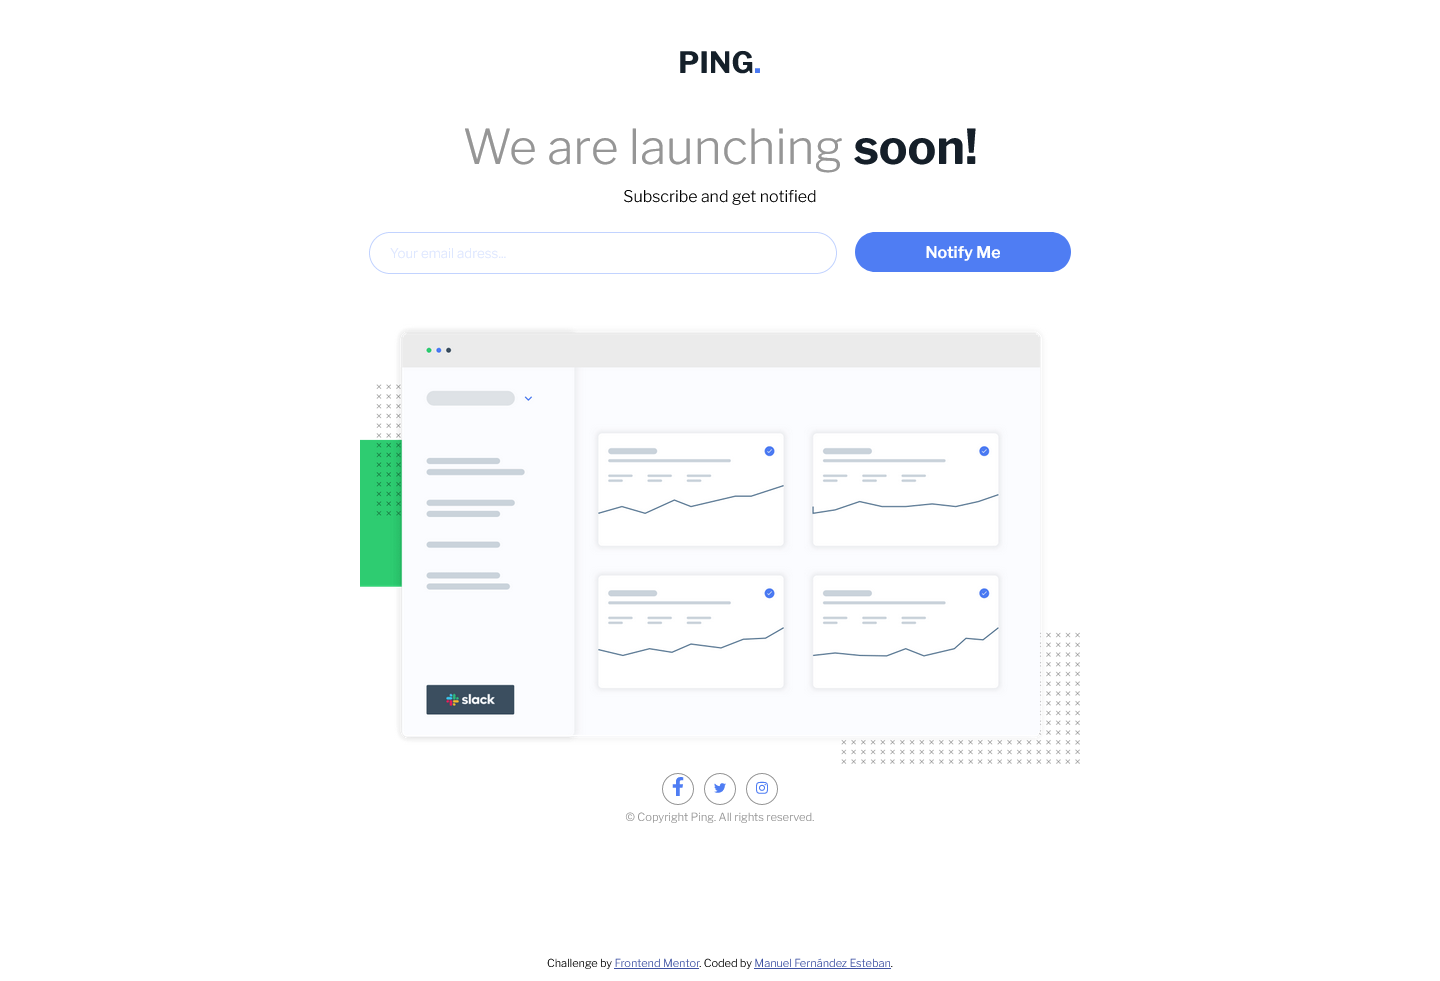 PING.
We are launching soon!
Subscribe and get notified
Your email adress...
Notify Me
slack
© Copyright Ping. All rights reserved.
Challenge by Frontend Mentor. Coded by Manuel Fernández Esteban.